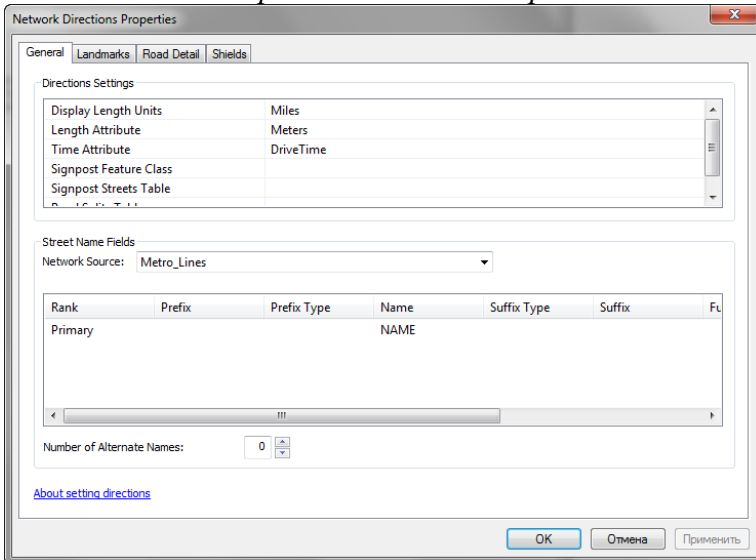 Network Directions Properties
General Landmarks Road Detail Shields
Directions Settings
Display Length Units Miles
Length Attribute Meters
Time Attribute DriveTime
Signpost Feature Class
Signpost Streets Table
Street Name Fields
Network Source: Metro_Lines
Rank Prefix Prefix Type Name Suffix Type Suffix Fu
Primary NAME
Number of Alternate Names: 0
About setting directions
OK Отмена Применить